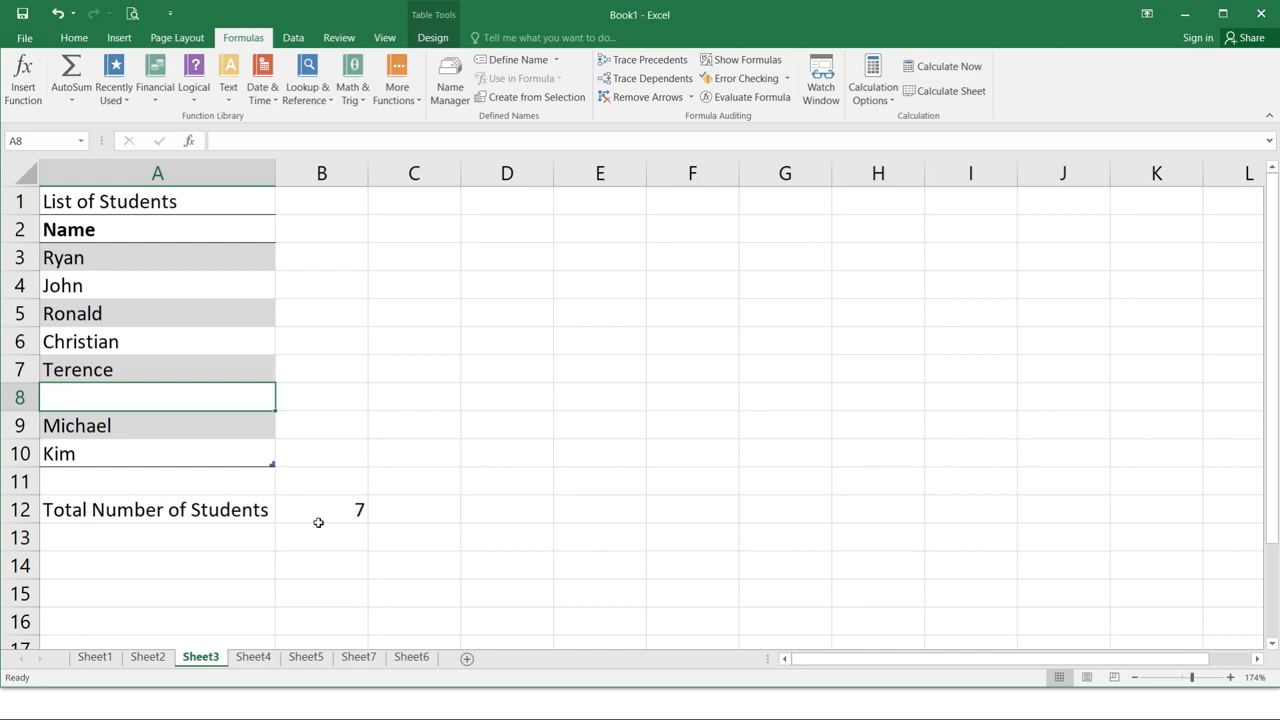 Table Tools
Book1 - Excel
File
Home
Insert
Page Layout
Formulas
Data
Review
View
Design
Tell me what you want to do...
Sign in
Share
Insert
Function
AutoSum
Recently
Used
Financial
Logical
Text
Date &
Time
Lookup &
Reference
Math &
Trig
More
Functions
Function Library
Name
Manager
Define Name
Use in Formula
Create from Selection
Defined Names
Trace Precedents
Trace Dependents
Remove Arrows
Show Formulas
Error Checking
Evaluate Formula
Formula Auditing
Watch
Window
Calculation
Options
Calculate Now
Calculate Sheet
Calculation
A8
fx
A B C D E F G H I J K L
1 List of Students
2 Name
3 Ryan
4 John
5 Ronald
6 Christian
7 Terence
8
9 Michael
10 Kim
11
12 Total Number of Students 7
13
14
15
16
17
Sheet1 Sheet2 Sheet3 Sheet4 Sheet5 Sheet7 Sheet6
Ready
174%